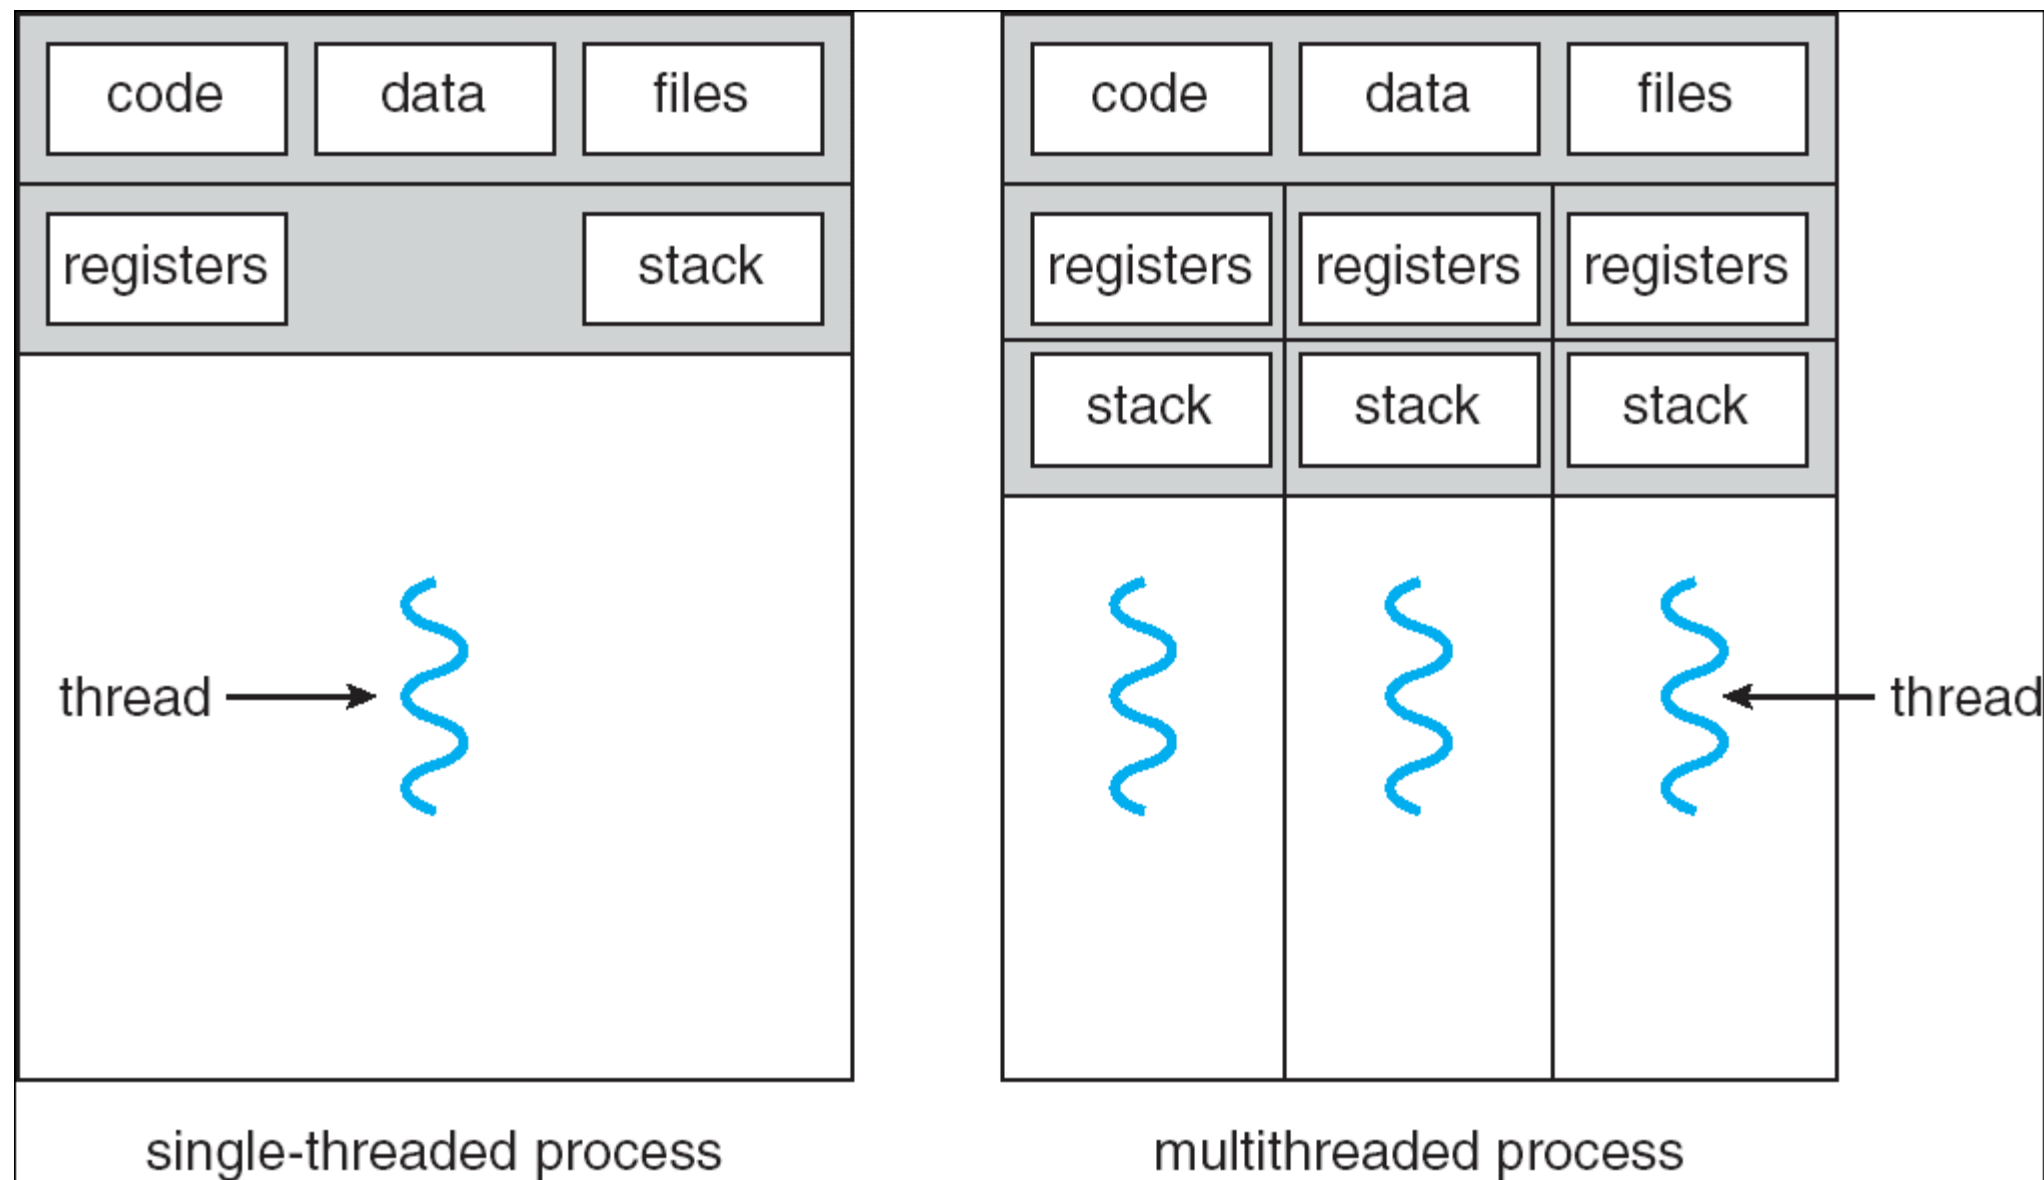 code data files
registers stack
thread
single-threaded process
code data files
registers registers registers
stack stack stack
thread
multithreaded process